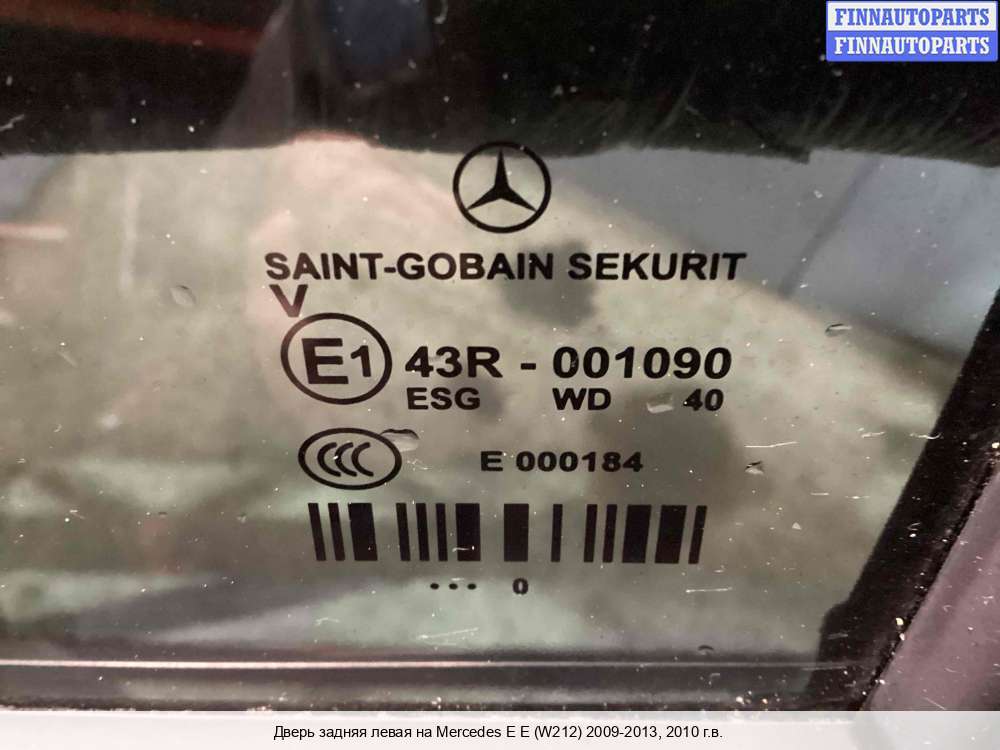 FINNAUTOPARTS
FINNAUTOPARTS
SAINT-GOBAIN SEKURIT
V
E1 43R - 001090
ESG WD 40
CCC E 000184
... 0
Дверь задняя левая на Mercedes E E (W212) 2009-2013, 2010 г.в.